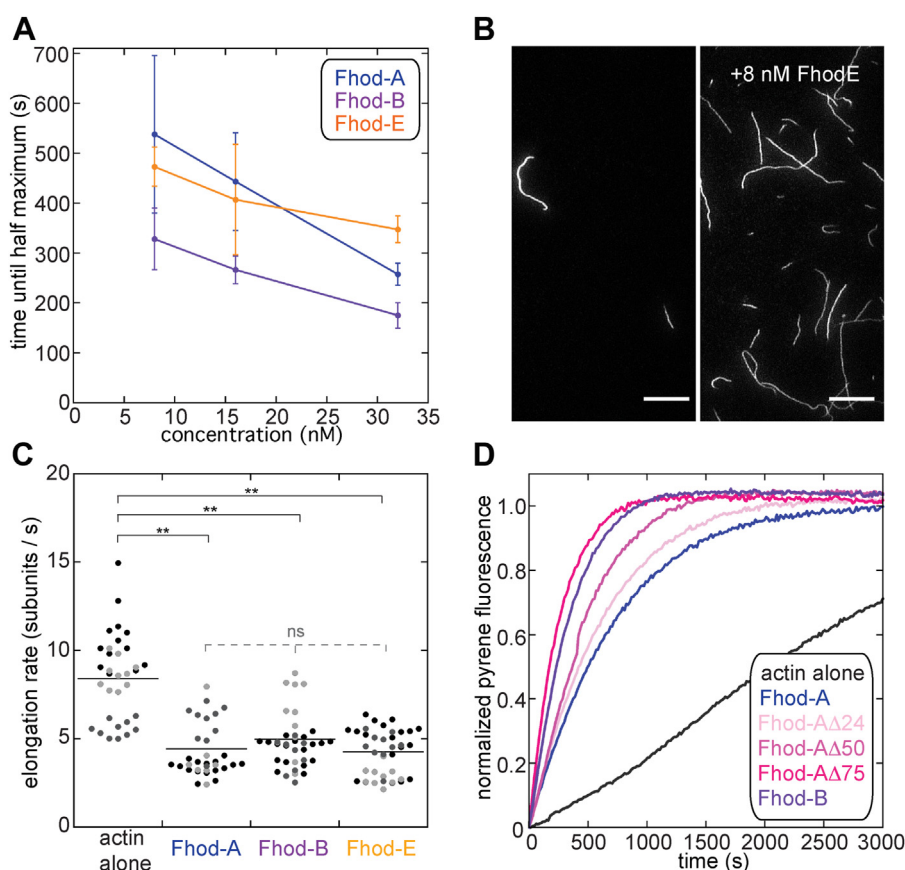 A
700
600
500
400
300
200
100
0
0
5
10
15
20
25
30
35
time until half maximum (s)
concentration (nM)
Fhod-A
Fhod-B
Fhod-E
B
+8 nM FhodE
C
20
15
10
5
0
elongation rate (subunits / s)
**
**
**
ns
actin
alone
Fhod-A
Fhod-B
Fhod-E
D
1.0
0.8
0.6
0.4
0.2
0
0
500
1000
1500
2000
2500
3000
normalized pyrene fluorescence
time (s)
actin alone
Fhod-A
Fhod-AΔ24
Fhod-AΔ50
Fhod-AΔ75
Fhod-B